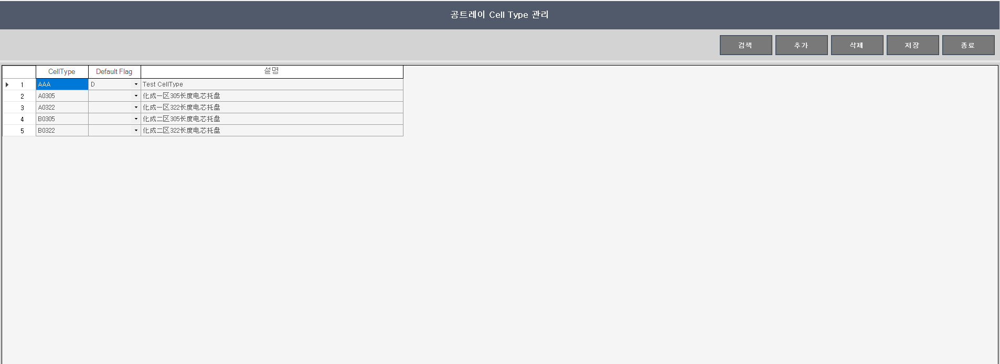 공트레이 Cell Type 관리
검색 추가 삭제 저장 종료
CellType Default Flag 설명
1 AAA D Test CellType
2 A0305 化成一区305长度电芯托盘
3 A0322 化成一区322长度电芯托盘
4 B0305 化成二区305长度电芯托盘
5 B0322 化成二区322长度电芯托盘